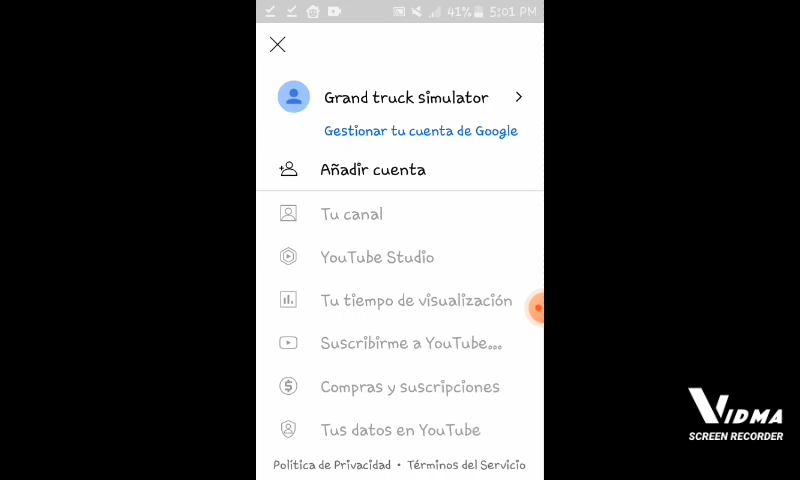 41% 5:01 PM
Grand truck simulator
Gestionar tu cuenta de Google
Añadir cuenta
Tu canal
YouTube Studio
Tu tiempo de visualización
Suscribirme a YouTube...
Compras y suscripciones
Tus datos en YouTube
Política de Privacidad • Términos del Servicio
VIDMA
SCREEN RECORDER